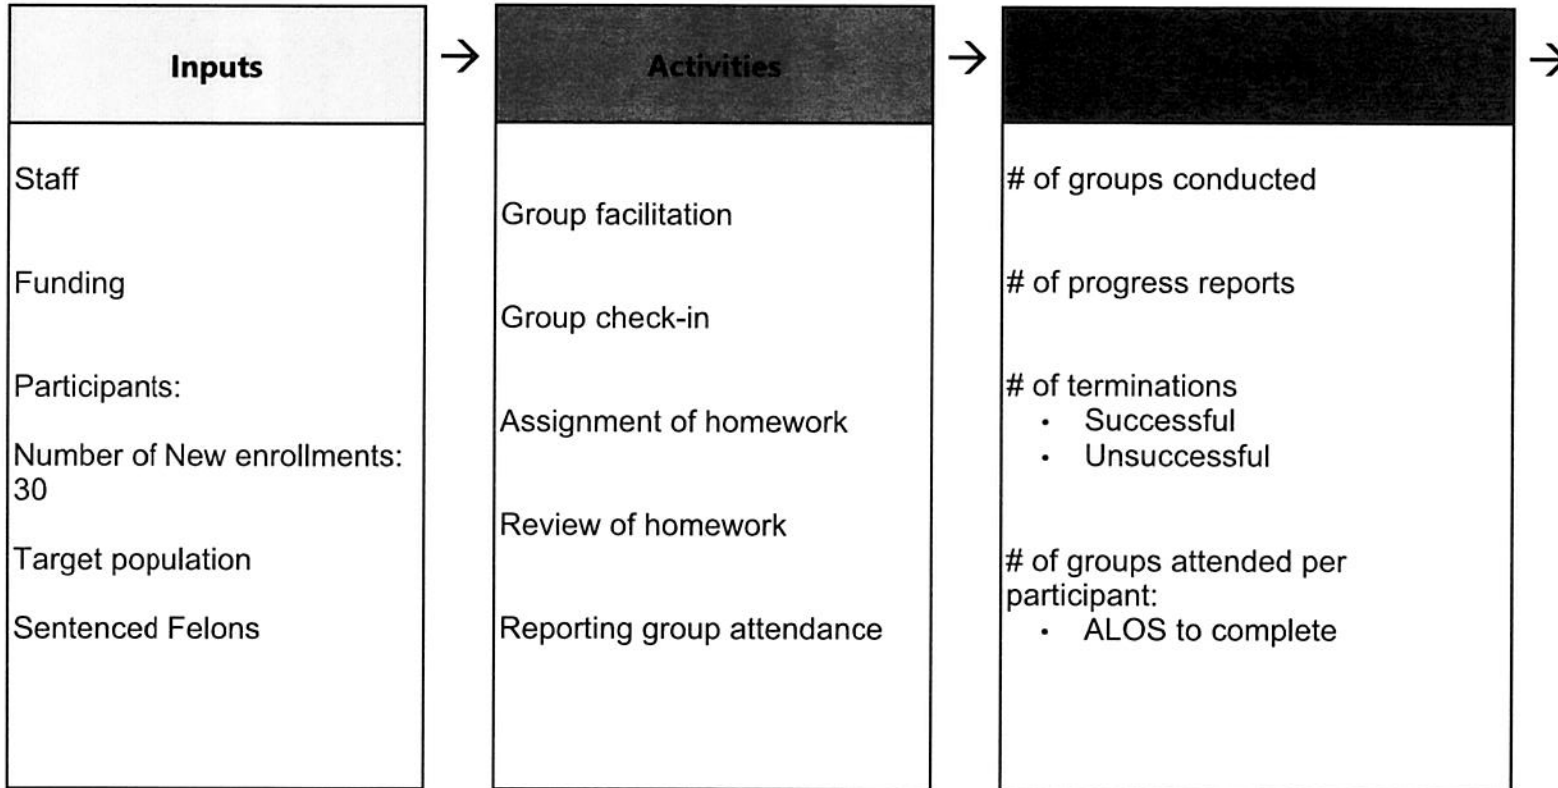 Inputs
Staff
Funding
Participants:
Number of New enrollments:
30
Target population
Sentenced Felons
→
Activities
Group facilitation
Group check-in
Assignment of homework
Review of homework
Reporting group attendance
→
# of groups conducted
# of progress reports
# of terminations
• Successful
• Unsuccessful
# of groups attended per
participant:
• ALOS to complete
→